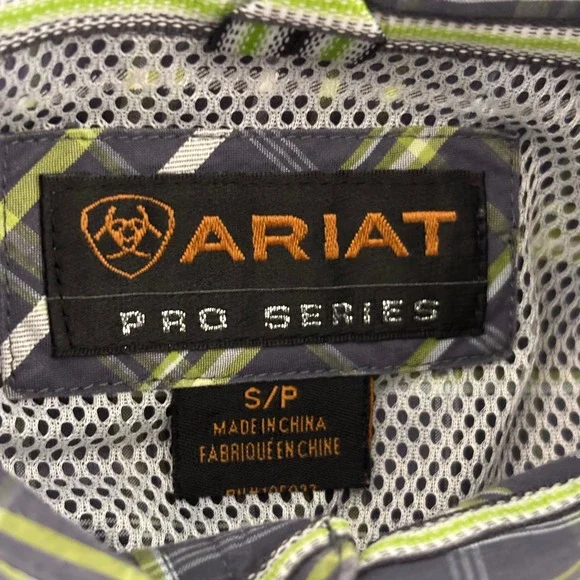 ARIAT
PRO SERIES
S/P
MADE IN CHINA
FABRIQUÉ EN CHINE